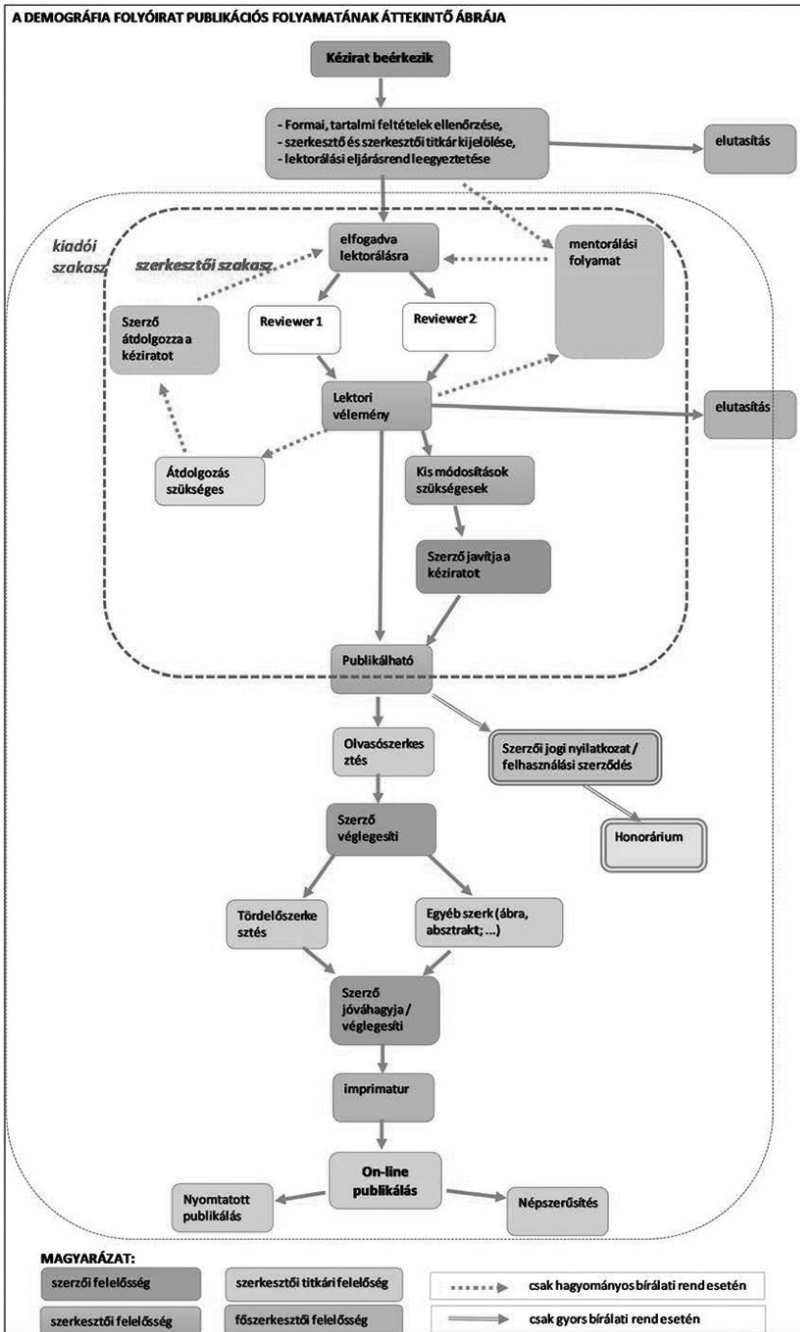 A DEMOGRÁFIA FOLYÓIRAT PUBLIKÁCIÓS FOLYAMATÁNAK ÁTTEKINTŐ ÁBRÁJA
Kézirat beérkezik
- Formai, tartalmi feltételek ellenőrzése,
- szerkesztő és szerkesztői titkár kijelölése,
- lektorálási eljárásrend leegyeztetése
elutasítás
kiadói
szakasz
szerkesztői szakasz
elfogadva
lektorálásra
mentorálási
folyamat
Szerző
átdolgozza a
kéziratot
Reviewer 1
Reviewer 2
Lektori
vélemény
elutasítás
Átdolgozás
szükséges
Kis módosítások
szükségesek
Szerző javítja a
kéziratot
Publikálható
Olvasószerkes
ztés
Szerzői jogi nyilatkozat /
felhasználási szerződés
Szerző
véglegesíti
Honorárium
Tördelőszerke
sztés
Egyéb szerk (ábra,
absztrakt; ...)
Szerző
jóváhagyja /
véglegesíti
imprimatur
On-line
publikálás
Nyomtatott
publikálás
Népszerűsítés
MAGYARÁZAT:
szerzői felelősség
szerkesztői titkári felelőség
csak hagyományos bírálati rend esetén
szerkesztői felelősség
főszerkesztői felelősség
csak gyors bírálati rend esetén